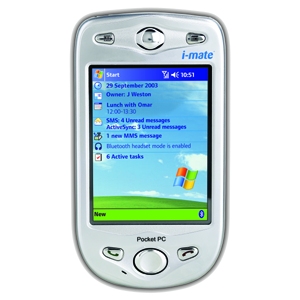 i-mate
Start 10:51
29 September 2003
Owner: J Weston
Lunch with Omar
12:00-13:30
SMS: 4 Unread messages
ActiveSync: 3 Unread messages
1 new MMS message
Bluetooth headset mode is enabled
6 Active tasks
New
Pocket PC